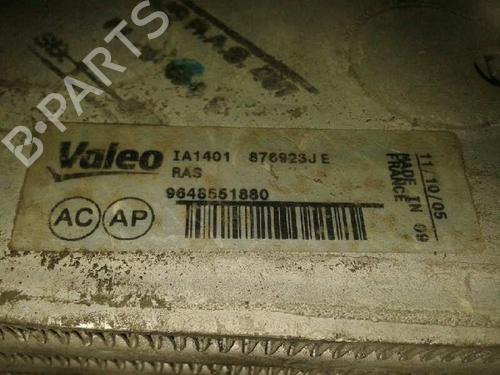 B-PARTS
Valeo
IA1401 876923J E
RAS
9648551880
AC AP
MADE IN
FRANCE
11/10/05
09